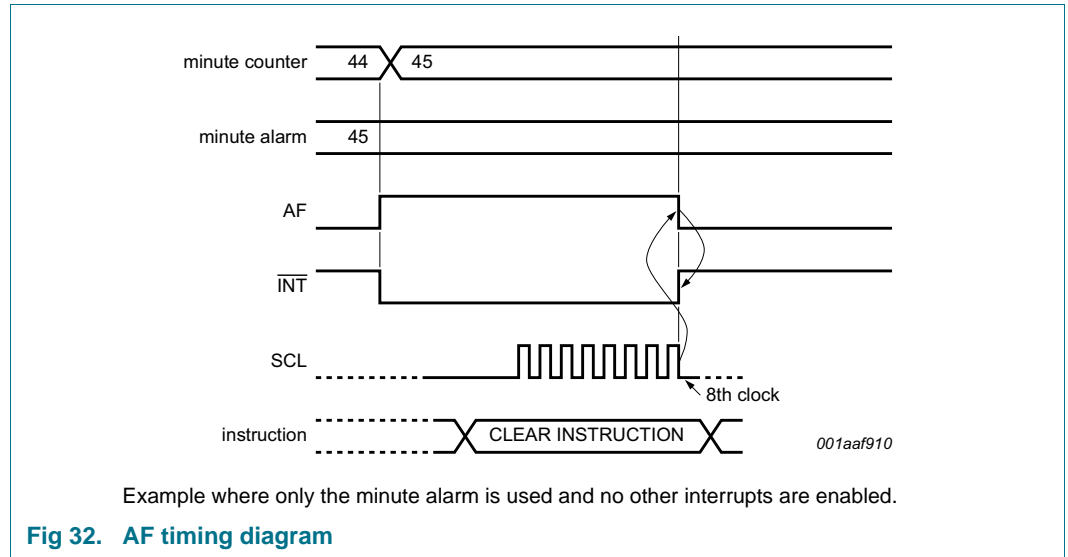 minute counter 44 45
minute alarm 45
AF
INT
SCL
8th clock
instruction CLEAR INSTRUCTION
001aaf910
Example where only the minute alarm is used and no other interrupts are enabled.
Fig 32. AF timing diagram